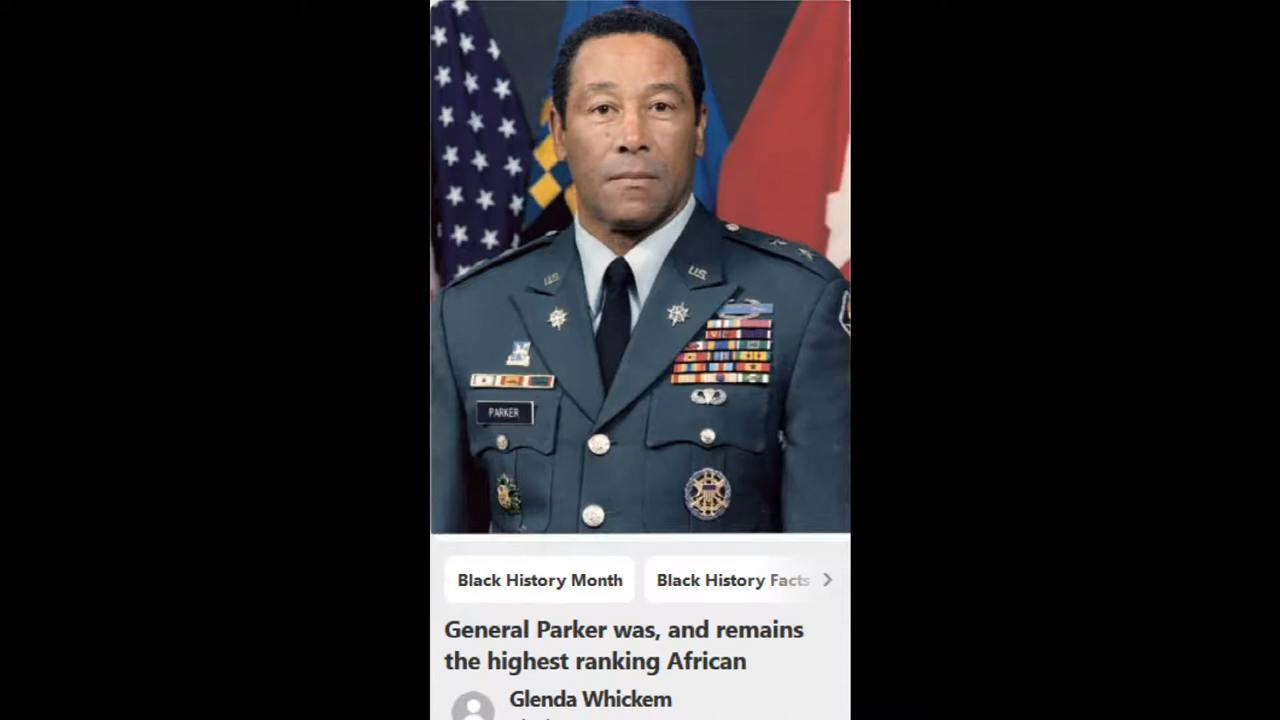 U.S.
U.S.
PARKER
Black History Month
Black History Facts
General Parker was, and remains
the highest ranking African
Glenda Whickem